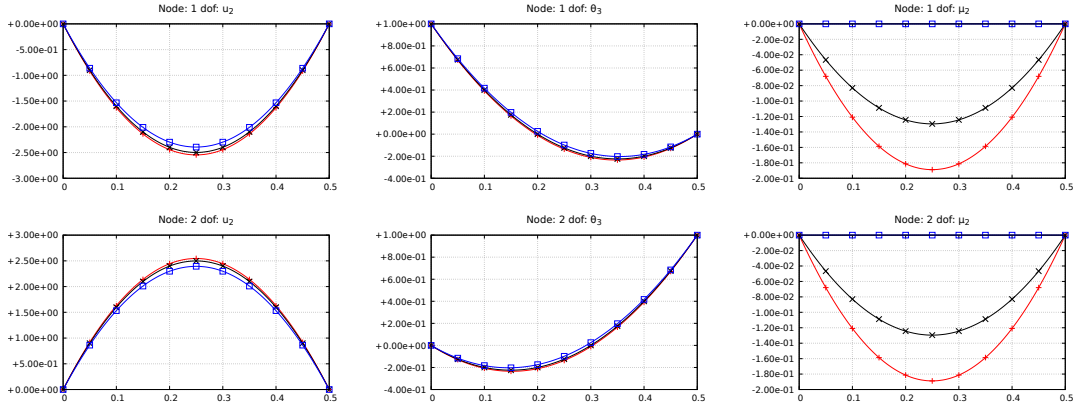 Node: 1 dof: u2
+0.00e+00
-5.00e-01
-1.00e+00
-1.50e+00
-2.00e+00
-2.50e+00
-3.00e+00
0 0.1 0.2 0.3 0.4 0.5
Node: 1 dof: θ3
+1.00e+00
+8.00e-01
+6.00e-01
+4.00e-01
+2.00e-01
+0.00e+00
-2.00e-01
-4.00e-01
0 0.1 0.2 0.3 0.4 0.5
Node: 1 dof: μ2
+0.00e+00
-2.00e-02
-4.00e-02
-6.00e-02
-8.00e-02
-1.00e-01
-1.20e-01
-1.40e-01
-1.60e-01
-1.80e-01
-2.00e-01
0 0.1 0.2 0.3 0.4 0.5
Node: 2 dof: u2
+3.00e+00
+2.50e+00
+2.00e+00
+1.50e+00
+1.00e+00
+5.00e-01
+0.00e+00
0 0.1 0.2 0.3 0.4 0.5
Node: 2 dof: θ3
+1.00e+00
+8.00e-01
+6.00e-01
+4.00e-01
+2.00e-01
+0.00e+00
-2.00e-01
-4.00e-01
0 0.1 0.2 0.3 0.4 0.5
Node: 2 dof: μ2
+0.00e+00
-2.00e-02
-4.00e-02
-6.00e-02
-8.00e-02
-1.00e-01
-1.20e-01
-1.40e-01
-1.60e-01
-1.80e-01
-2.00e-01
0 0.1 0.2 0.3 0.4 0.5